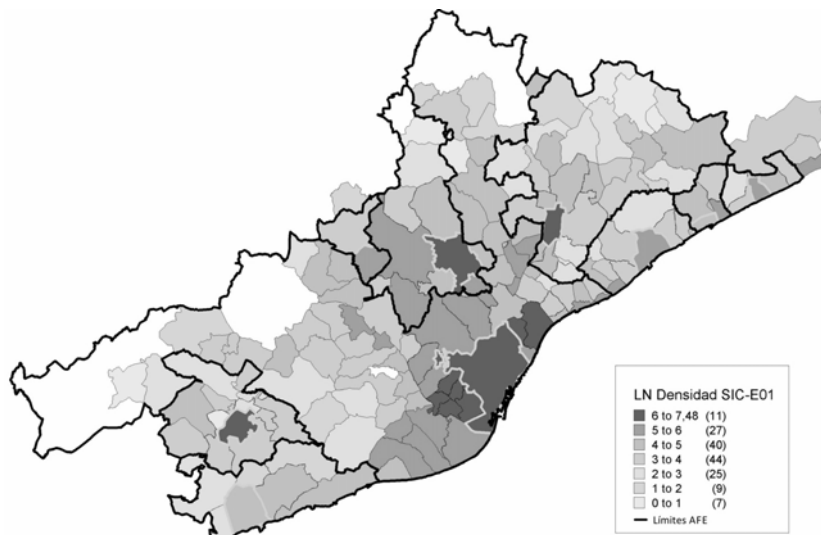 LN Densidad SIC-E01
6 to 7,48 (11)
5 to 6 (27)
4 to 5 (40)
3 to 4 (44)
2 to 3 (25)
1 to 2 (9)
0 to 1 (7)
Límites AFE